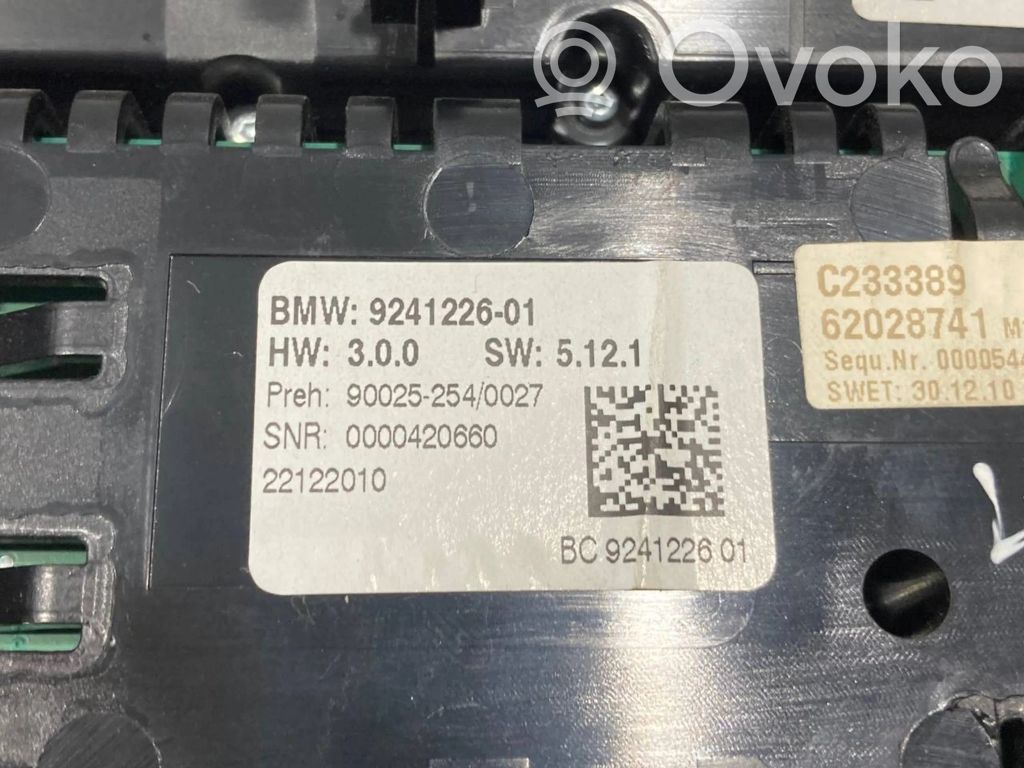 Ovoko
BMW: 9241226-01
HW: 3.0.0 SW: 5.12.1
Preh: 90025-254/0027
SNR: 0000420660
22122010
BC 9241226 01
C233389
62028741
Sequ.Nr. 0000544
SWET: 30.12.10